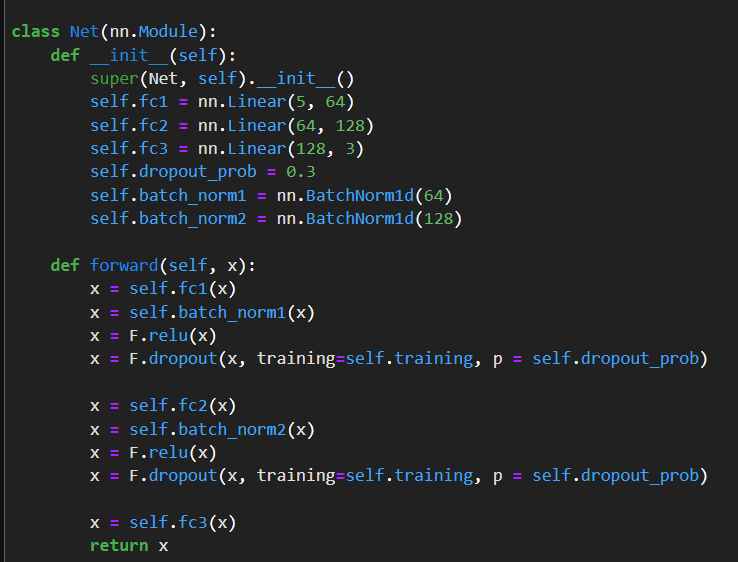 class Net(nn.Module):
    def __init__(self):
        super(Net, self).__init__()
        self.fc1 = nn.Linear(5, 64)
        self.fc2 = nn.Linear(64, 128)
        self.fc3 = nn.Linear(128, 3)
        self.dropout_prob = 0.3
        self.batch_norm1 = nn.BatchNorm1d(64)
        self.batch_norm2 = nn.BatchNorm1d(128)

    def forward(self, x):
        x = self.fc1(x)
        x = self.batch_norm1(x)
        x = F.relu(x)
        x = F.dropout(x, training=self.training, p = self.dropout_prob)

        x = self.fc2(x)
        x = self.batch_norm2(x)
        x = F.relu(x)
        x = F.dropout(x, training=self.training, p = self.dropout_prob)

        x = self.fc3(x)
        return x